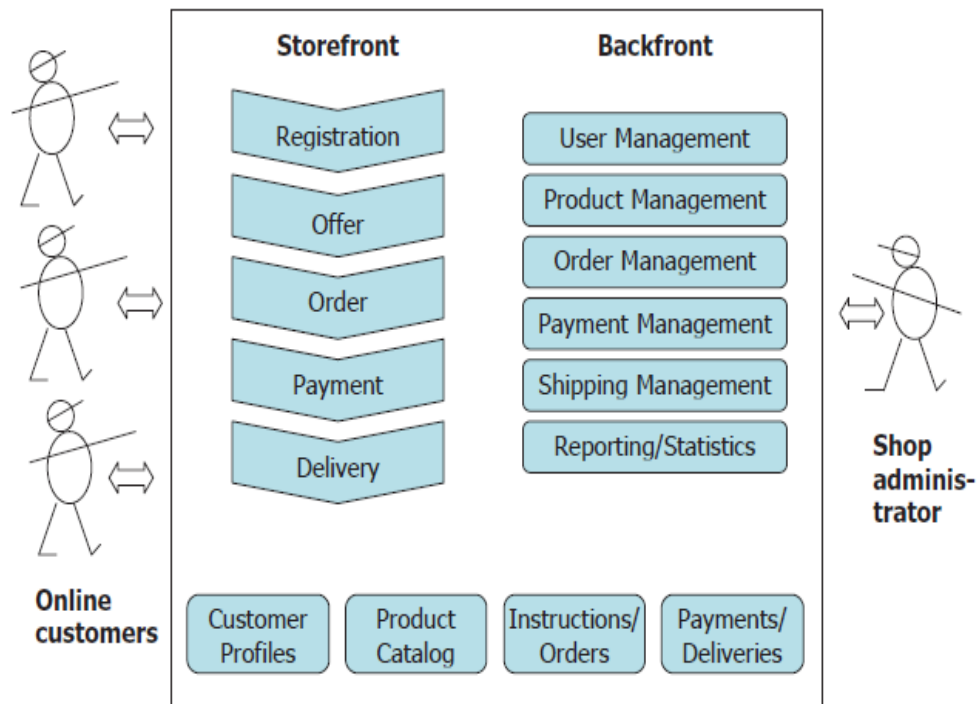 Storefront
Backfront
Registration
Offer
Order
Payment
Delivery
User Management
Product Management
Order Management
Payment Management
Shipping Management
Reporting/Statistics
Online
customers
Shop
adminis-
trator
Customer
Profiles
Product
Catalog
Instructions/
Orders
Payments/
Deliveries